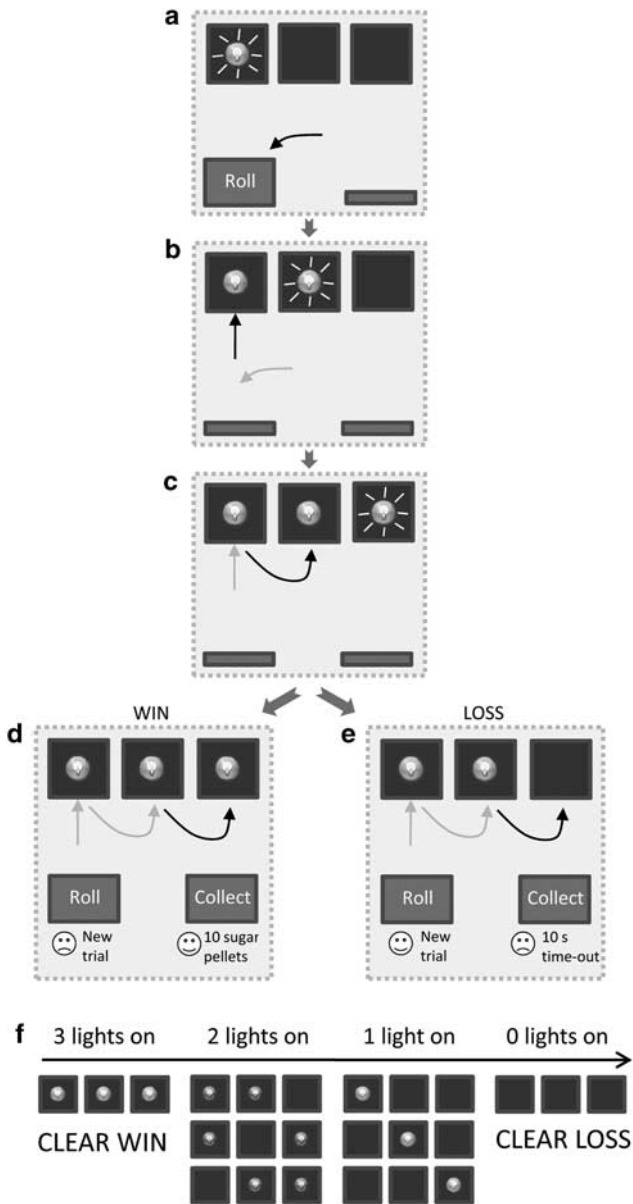 a
Roll
b
c
WIN
LOSS
d
e
Roll
Collect
New
trial
10 sugar
pellets
Roll
Collect
New
trial
10 s
time-out
f
3 lights on
2 lights on
1 light on
0 lights on
CLEAR WIN
CLEAR LOSS